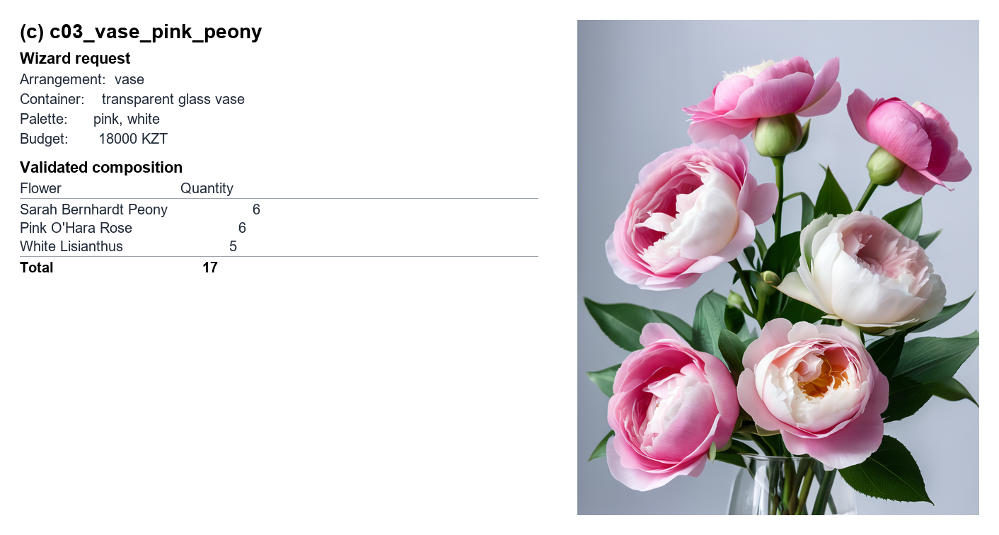 (c) c03_vase_pink_peony
Wizard request
Arrangement: vase
Container: transparent glass vase
Palette: pink, white
Budget: 18000 KZT
Validated composition
Flower Quantity
Sarah Bernhardt Peony 6
Pink O'Hara Rose 6
White Lisianthus 5
Total 17